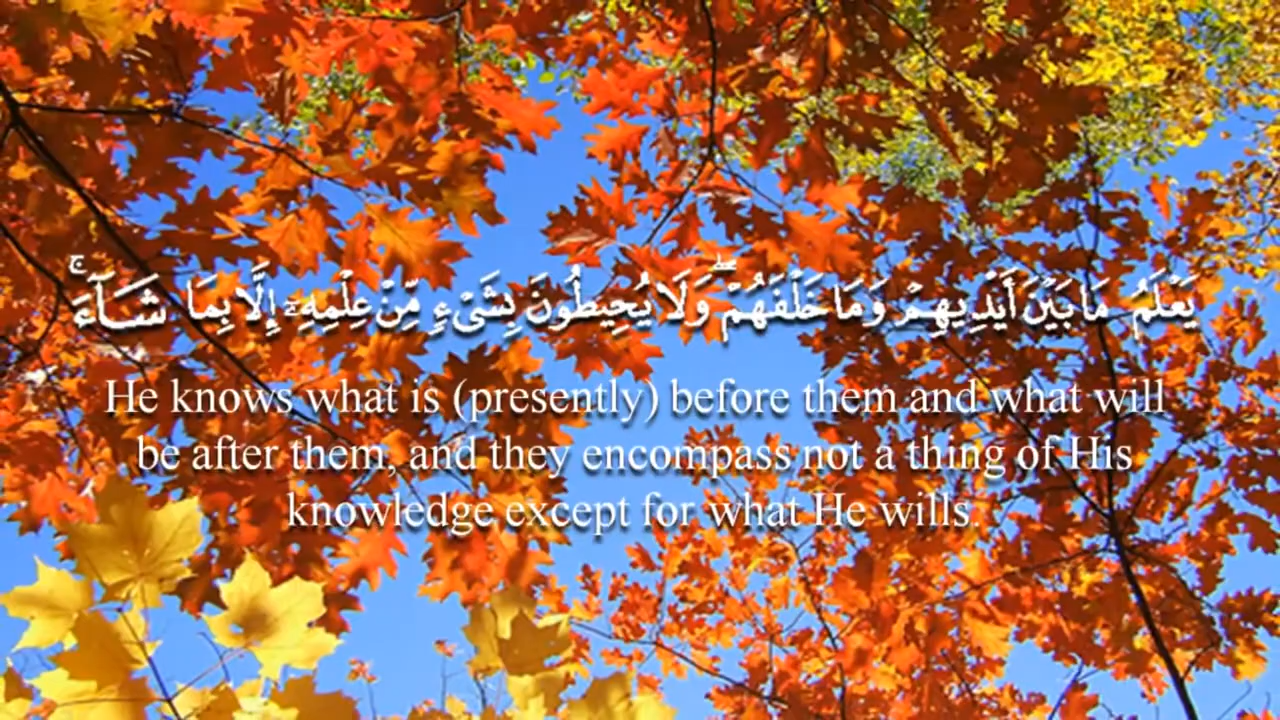 يَعْلَمُ مَا بَيْنَ أَيْدِيهِمْ وَمَا خَلْفَهُمْ ۖ وَلَا يُحِيطُونَ بِشَىْءٍ مِّنْ عِلْمِهِۦٓ إِلَّا بِمَا شَآءَ ۚ
He knows what is (presently) before them and what will
be after them, and they encompass not a thing of His
knowledge except for what He wills.